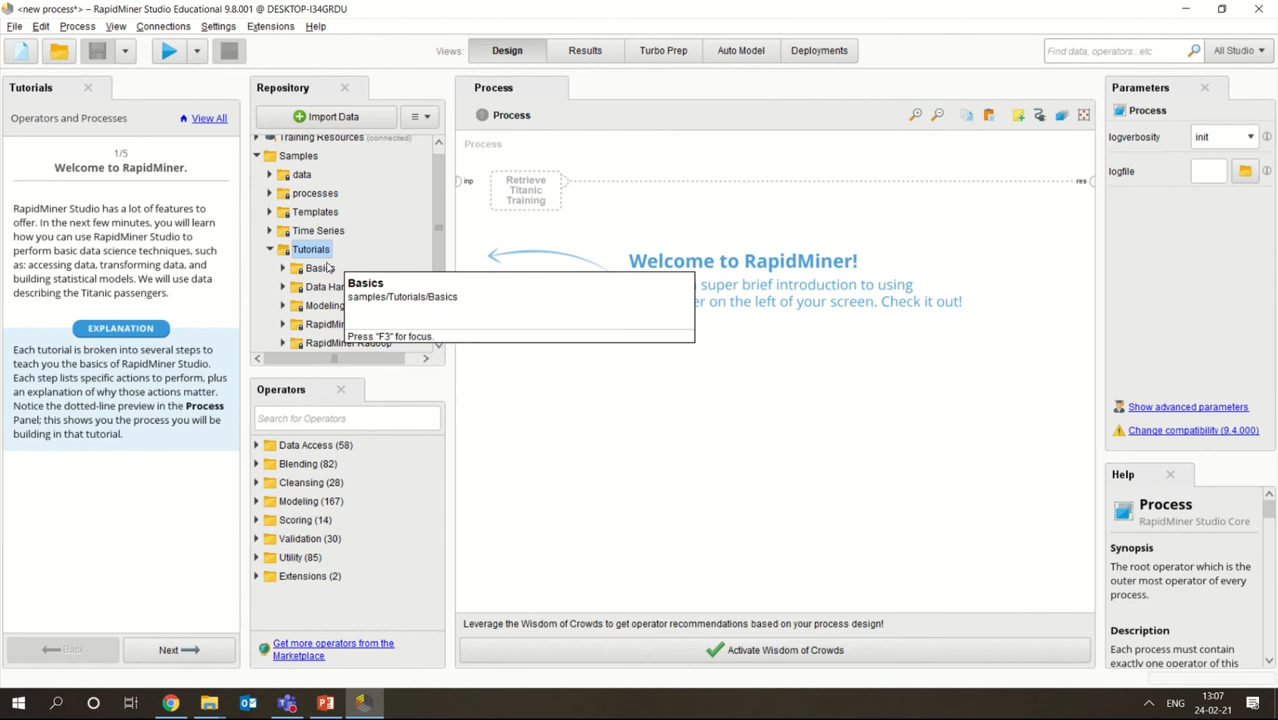 <new process*> – RapidMiner Studio Educational 9.8.001 @ DESKTOP-I34GRDU
File Edit Process View Connections Settings Extensions Help
Views: Design Results Turbo Prep Auto Model Deployments
Find data, operators...etc All Studio
Tutorials
Operators and Processes View All
1/5
Welcome to RapidMiner.
RapidMiner Studio has a lot of features to
offer. In the next few minutes, you will learn
how you can use RapidMiner Studio to
perform basic data science techniques, such
as: accessing data, transforming data, and
building statistical models. We will use data
describing the Titanic passengers.
EXPLANATION
Each tutorial is broken into several steps to
teach you the basics of RapidMiner Studio.
Each step lists specific actions to perform, plus
an explanation of why those actions matter.
Notice the dotted-line preview in the Process
Panel; this shows you the process you will be
building in that tutorial.
Back Next
Repository
Import Data
Training Resources (connected)
Samples
data
processes
Templates
Time Series
Tutorials
Basics
Data Han
Modeling
RapidMin
RapidMiner Radoop
Basics
samples/Tutorials/Basics
Press "F3" for focus.
Operators
Search for Operators
Data Access (58)
Blending (82)
Cleansing (28)
Modeling (167)
Scoring (14)
Validation (30)
Utility (85)
Extensions (2)
Get more operators from the
Marketplace
Process
Process
Process
inp
Retrieve
Titanic
Training
res
Welcome to RapidMiner!
super brief introduction to using
er on the left of your screen. Check it out!
Leverage the Wisdom of Crowds to get operator recommendations based on your process design!
Activate Wisdom of Crowds
Parameters
Process
logverbosity init
logfile
Show advanced parameters
Change compatibility (9.4.000)
Help
Process
RapidMiner Studio Core
Synopsis
The root operator which is the
outer most operator of every
process.
Description
Each process must contain
exactly one operator of this
ENG
13:07
24-02-21